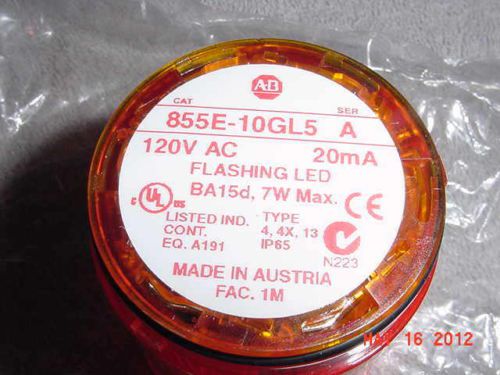 A-B
CAT SER
855E-10GL5 A
120V AC 20mA
FLASHING LED
BA15d, 7W Max.
C UL US CE
LISTED IND. TYPE
CONT. 4, 4X, 13
EQ. A191 IP65
N223
MADE IN AUSTRIA
FAC. 1M
MAY 16 2012